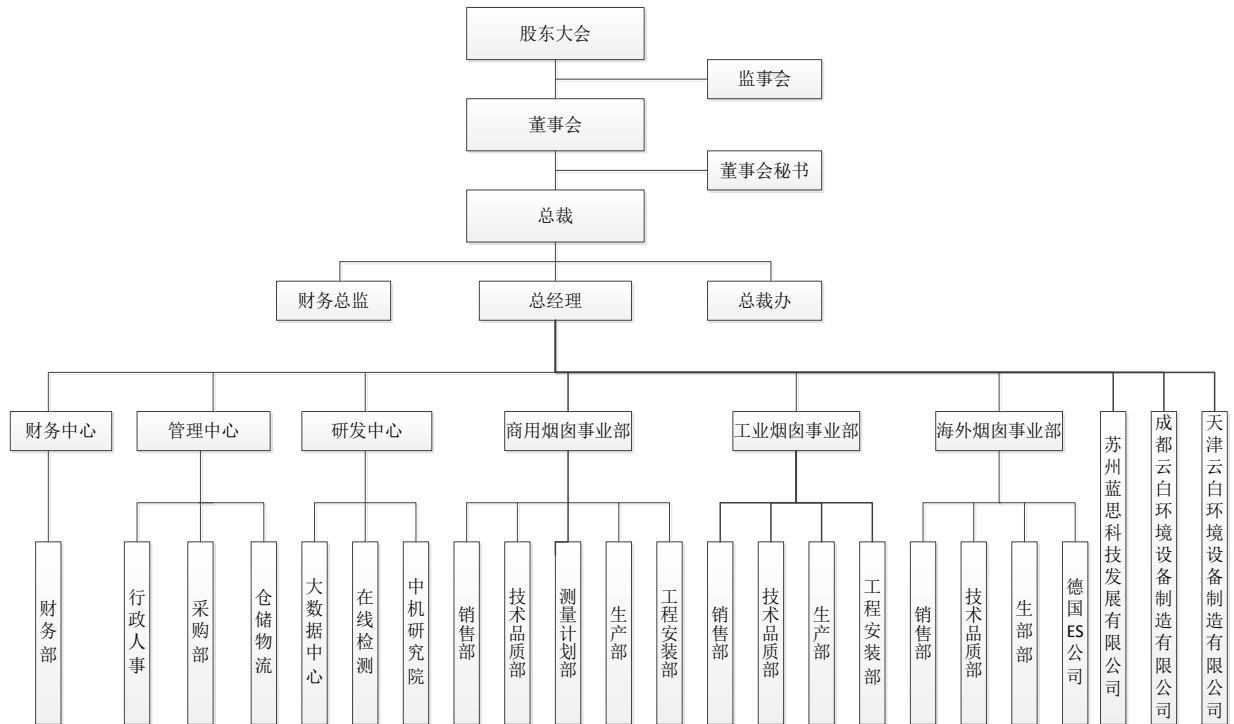 股东大会
监事会
董事会
董事会秘书
总裁
财务总监
总经理
总裁办
财务中心
管理中心
研发中心
商用烟囱事业部
工业烟囱事业部
海外烟囱事业部
苏州蓝思科技发展有限公司
成都云白环境设备制造有限公司
天津云白环境设备制造有限公司
财务部
行政人事
采购部
仓储物流
大数据中心
在线检测
中机研究院
销售部
技术品质部
测量计划部
生产部
工程安装部
销售部
技术品质部
生产部
工程安装部
销售部
技术品质部
生部部
德国ES公司